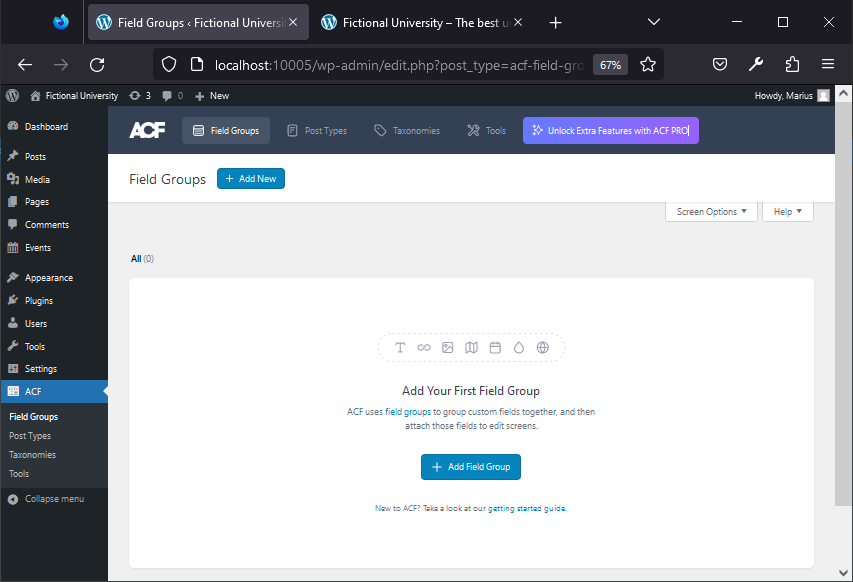 Field Groups ‹ Fictional Universi
Fictional University – The best u
localhost:10005/wp-admin/edit.php?post_type=acf-field-gro
67%
Fictional University
3
0
New
Howdy, Marius
Dashboard
Posts
Media
Pages
Comments
Events
Appearance
Plugins
Users
Tools
Settings
ACF
Field Groups
Post Types
Taxonomies
Tools
Collapse menu
ACF
Field Groups
Post Types
Taxonomies
Tools
Unlock Extra Features with ACF PRO
Field Groups
Add New
Screen Options
Help
All (0)
Add Your First Field Group
ACF uses field groups to group custom fields together, and then
attach those fields to edit screens.
Add Field Group
New to ACF? Take a look at our getting started guide.